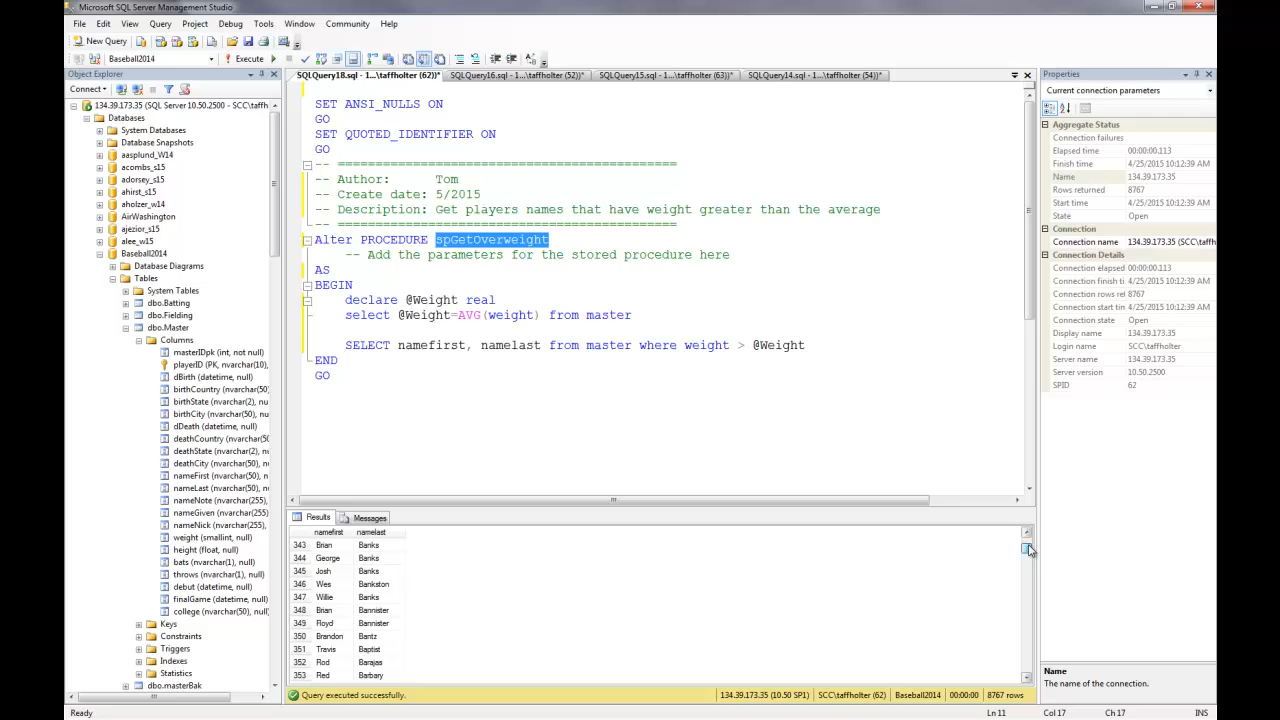 Microsoft SQL Server Management Studio
File Edit View Query Project Debug Tools Window Community Help
New Query
Baseball2014 Execute
Object Explorer
Connect
134.39.173.35 (SQL Server 10.50.2500 - SCC\taffh
Databases
System Databases
Database Snapshots
aasplund_W14
acombs_s15
adorsey_s15
ahirst_s15
aholzer_w14
AirWashington
ajezior_s15
alee_w15
Baseball2014
Database Diagrams
Tables
System Tables
dbo.Batting
dbo.Fielding
dbo.Master
Columns
masterIDpk (int, not null)
playerID (PK, nvarchar(10),
dBirth (datetime, null)
birthCountry (nvarchar(50)
birthState (nvarchar(2), null)
birthCity (nvarchar(50), null)
dDeath (datetime, null)
deathCountry (nvarchar(50
deathState (nvarchar(2), null)
deathCity (nvarchar(50), null)
nameFirst (nvarchar(50), null)
nameLast (nvarchar(50), null)
nameNote (nvarchar(255),
nameGiven (nvarchar(255),
nameNick (nvarchar(255),
weight (smallint, null)
height (float, null)
bats (nvarchar(1), null)
throws (nvarchar(1), null)
debut (datetime, null)
finalGame (datetime, null)
college (nvarchar(50), null)
Keys
Constraints
Triggers
Indexes
Statistics
dbo.masterBak
SQLQuery18.sql - 1...\taffholter (62))* SQLQuery16.sql - 1...\taffholter (52))* SQLQuery15.sql - 1...\taffholter (63))* SQLQuery14.sql - 1...\taffholter (54))*
SET ANSI_NULLS ON
GO
SET QUOTED_IDENTIFIER ON
GO
-- =============================================
-- Author: Tom
-- Create date: 5/2015
-- Description: Get players names that have weight greater than the average
-- =============================================
Alter PROCEDURE spGetOverweight
-- Add the parameters for the stored procedure here
AS
BEGIN
declare @Weight real
select @Weight=AVG(weight) from master
SELECT namefirst, namelast from master where weight > @Weight
END
GO
Results Messages
namefirst namelast
343 Brian Banks
344 George Banks
345 Josh Banks
346 Wes Bankston
347 Willie Banks
348 Brian Bannister
349 Floyd Bannister
350 Brandon Bantz
351 Travis Baptist
352 Rod Barajas
353 Red Barbary
Query executed successfully. 134.39.173.35 (10.50 SP1) SCC\taffholter (62) Baseball2014 00:00:00 8767 rows
Properties
Current connection parameters
Aggregate Status
Connection failures
Elapsed time 00:00:00.113
Finish time 4/25/2015 10:12:39 AM
Name 134.39.173.35
Rows returned 8767
Start time 4/25/2015 10:12:39 AM
State Open
Connection
Connection name 134.39.173.35 (SCC\taffh
Connection Details
Connection elapsed 00:00:00.113
Connection finish ti 4/25/2015 10:12:39 AM
Connection rows re 8767
Connection start tim 4/25/2015 10:12:39 AM
Connection state Open
Display name 134.39.173.35
Login name SCC\taffholter
Server name 134.39.173.35
Server version 10.50.2500
SPID 62
Name
The name of the connection.
Ready Ln 11 Col 17 Ch 17 INS